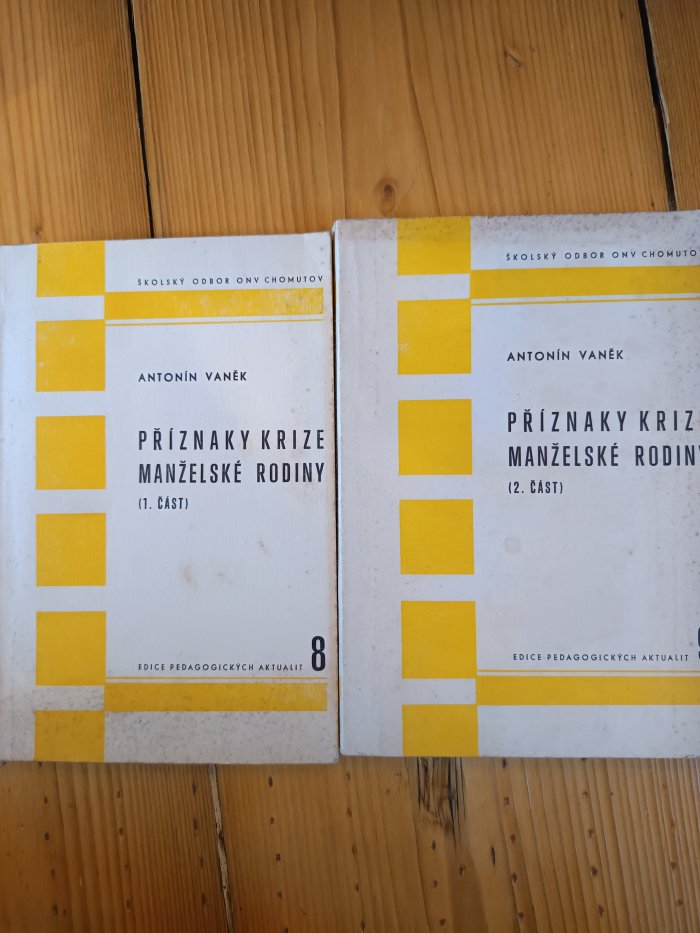 ŠKOLSKÝ ODBOR ONV CHOMUTOV
ANTONÍN VANĚK
PŘÍZNAKY KRIZE
MANŽELSKÉ RODINY
(1. ČÁST)
EDICE PEDAGOGICKÝCH AKTUALIT 8
ŠKOLSKÝ ODBOR ONV CHOMUTO
ANTONÍN VANĚK
PŘÍZNAKY KRIZ
MANŽELSKÉ RODINY
(2. ČÁST)
EDICE PEDAGOGICKÝCH AKTUALIT